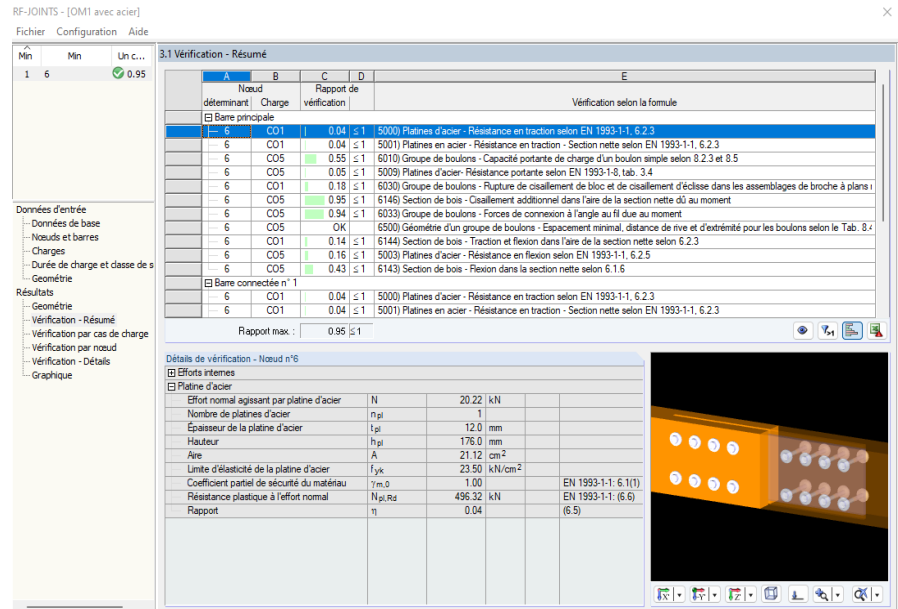 RF-JOINTS - [OM1 avec acier]
Fichier Configuration Aide
Min Min Un c...
1 6 0.95
3.1 Vérification - Résumé
A B C D E
Nœud Rapport de
déterminant Charge vérification Vérification selon la formule
Barre principale
6 CO1 0.04 ≤ 1 5000) Platines d'acier - Résistance en traction selon EN 1993-1-1, 6.2.3
6 CO1 0.04 ≤ 1 5001) Platines en acier - Résistance en traction - Section nette selon EN 1993-1-1, 6.2.3
6 CO5 0.55 ≤ 1 6010) Groupe de boulons - Capacité portante de charge d'un boulon simple selon 8.2.3 et 8.5
6 CO5 0.05 ≤ 1 5009) Platines d'acier- Résistance portante selon EN 1993-1-8, tab. 3.4
6 CO1 0.18 ≤ 1 6030) Groupe de boulons - Rupture de cisaillement de bloc et de cisaillement d'éclisse dans les assemblages de broche à plans
6 CO5 0.95 ≤ 1 6146) Section de bois - Cisaillement additionnel dans l'aire de la section nette dû au moment
6 CO5 0.94 ≤ 1 6033) Groupe de boulons - Forces de connexion à l'angle au fil due au moment
6 CO5 OK 6500) Géométrie d'un groupe de boulons - Espacement minimal, distance de rive et d'extrémité pour les boulons selon le Tab. 8.4
6 CO1 0.14 ≤ 1 6144) Section de bois - Traction et flexion dans l'aire de la section nette selon 6.2.3
6 CO5 0.16 ≤ 1 5003) Platines d'acier - Résistance en flexion selon EN 1993-1-1, 6.2.5
6 CO5 0.43 ≤ 1 6143) Section de bois - Flexion dans la section nette selon 6.1.6
Barre connectée n° 1
6 CO1 0.04 ≤ 1 5000) Platines d'acier - Résistance en traction selon EN 1993-1-1, 6.2.3
6 CO1 0.04 ≤ 1 5001) Platines en acier - Résistance en traction - Section nette selon EN 1993-1-1, 6.2.3
Rapport max. : 0.95 ≤ 1
Données d'entrée
Données de base
Nœuds et barres
Charges
Durée de charge et classe de s
Geométrie
Résultats
Geométrie
Vérification - Résumé
Vérification par cas de charge
Vérification par nœud
Vérification - Détails
Graphique
Détails de vérification - Nœud n°6
Efforts internes
Platine d'acier
Effort normal agissant par platine d'acier N 20.22 kN
Nombre de platines d'acier n pl 1
Épaisseur de la platine d'acier t pl 12.0 mm
Hauteur h pl 176.0 mm
Aire A 21.12 cm2
Limite d'élasticité de la platine d'acier f yk 23.50 kN/cm2
Coefficient partiel de sécurité du matériau γ m,0 1.00 EN 1993-1-1: 6.1(1)
Résistance plastique à l'effort normal N pl,Rd 496.32 kN EN 1993-1-1: (6.6)
Rapport η 0.04 (6.5)